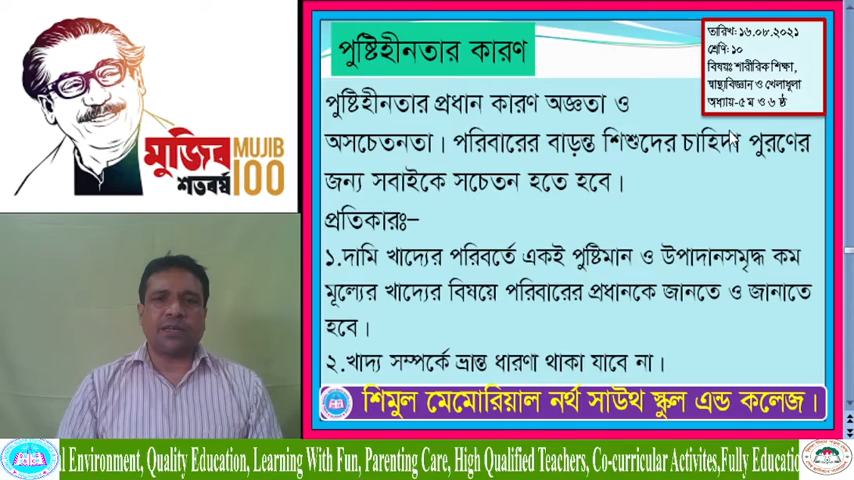 পুষ্টিহীনতার কারণ
তারিখ: ১৬.০৮.২০২১
শ্রেণি: ১০
বিষয়ঃ শারীরিক শিক্ষা,
স্বাস্থ্যবিজ্ঞান ও খেলাধুলা
অধ্যায়-৫ ম ও ৬ ষ্ঠ
পুষ্টিহীনতার প্রধান কারণ অজ্ঞতা ও
অসচেতনতা। পরিবারের বাড়ন্ত শিশুদের চাহিদা পুরণের
জন্য সবাইকে সচেতন হতে হবে।
প্রতিকারঃ-
১.দামি খাদ্যের পরিবর্তে একই পুষ্টিমান ও উপাদানসমৃদ্ধ কম
মূল্যের খাদ্যের বিষয়ে পরিবারের প্রধানকে জানতে ও জানাতে
হবে।
২.খাদ্য সম্পর্কে ভ্রান্ত ধারণা থাকা যাবে না।
শিমুল মেমোরিয়াল নর্থ সাউথ স্কুল এন্ড কলেজ।
মুজিব
শতবর্ষ
MUJIB
100
Environment, Quality Education, Learning With Fun, Parenting Care, High Qualified Teachers, Co-curricular Activites,Fully